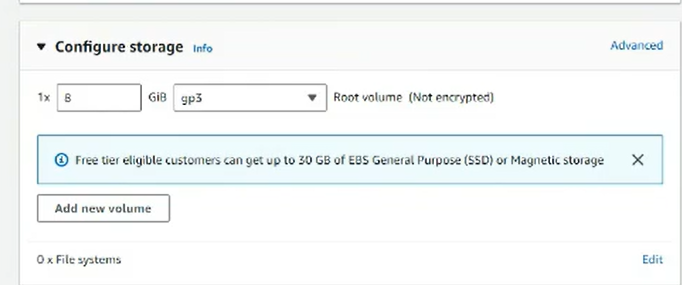 Configure storage Info Advanced
1x 8 GiB gp3 Root volume (Not encrypted)
Free tier eligible customers can get up to 30 GB of EBS General Purpose (SSD) or Magnetic storage
Add new volume
0 x File systems Edit